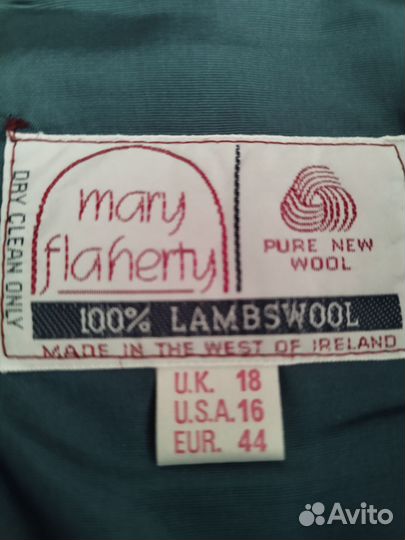 DRY CLEAN ONLY
mary
flaherty
PURE NEW
WOOL
100% LAMBSWOOL
MADE IN THE WEST OF IRELAND
U.K. 18
U.S.A. 16
EUR. 44
Avito